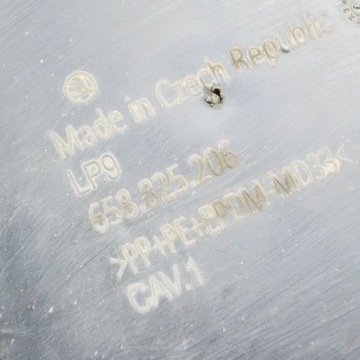 Made in Czech Republic
LP9
658.825.206
>PP+PE+EPDM-MD33<
CAV.1